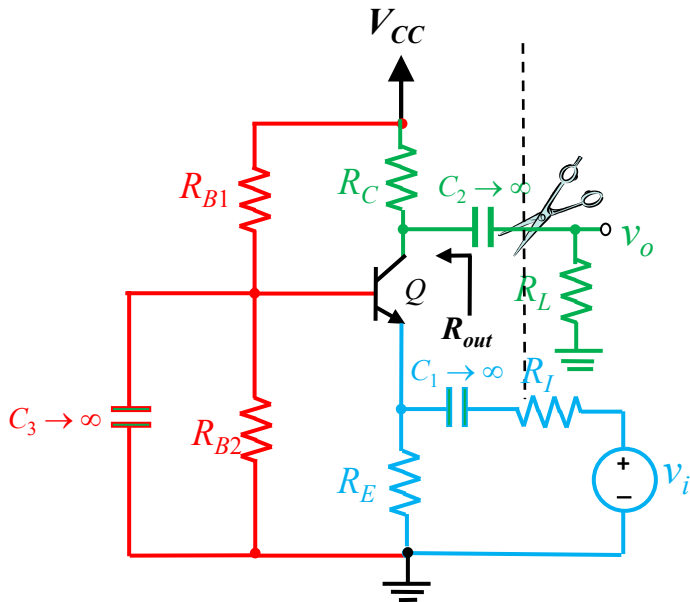 V_CC
R_B1
R_C
C_2 → ∞
v_o
Q
R_out
R_L
C_1 → ∞
R_I
C_3 → ∞
R_B2
R_E
+
−
v_i